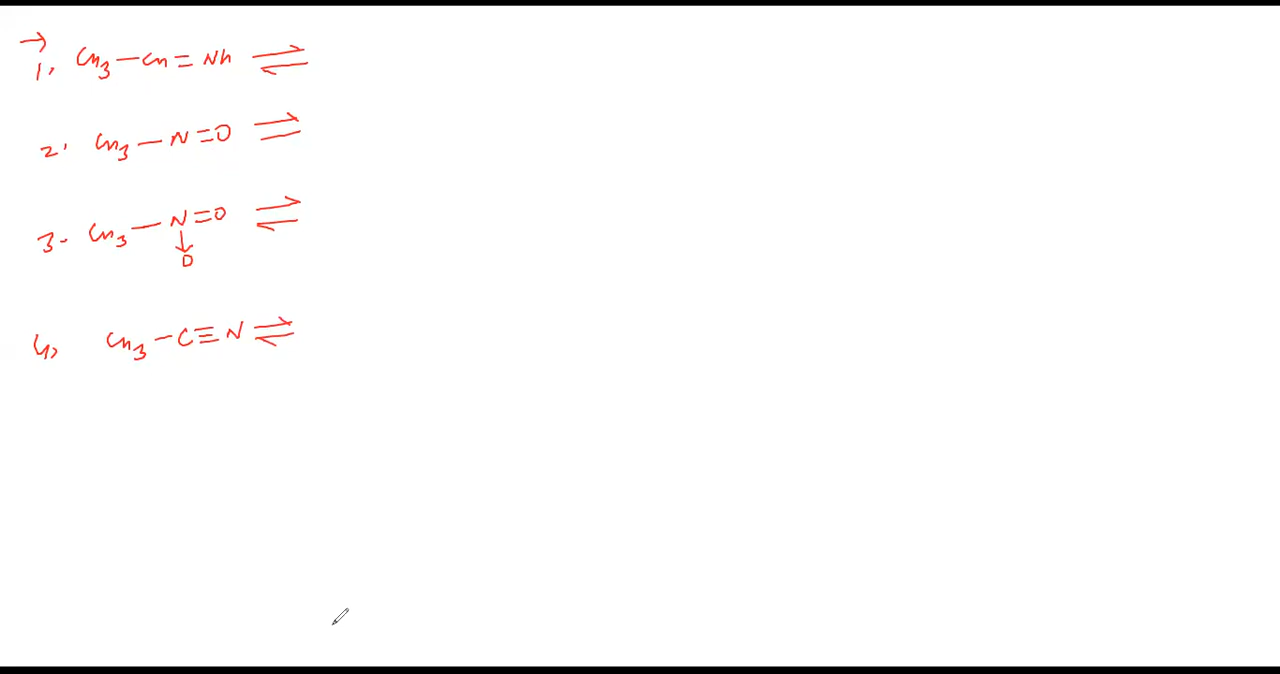 →
1. CH₃ — CH = NH ⇌
2. CH₃ — N = O ⇌
3. CH₃ — N = O ⇌
↓
O
4, CH₃ — C ≡ N ⇌